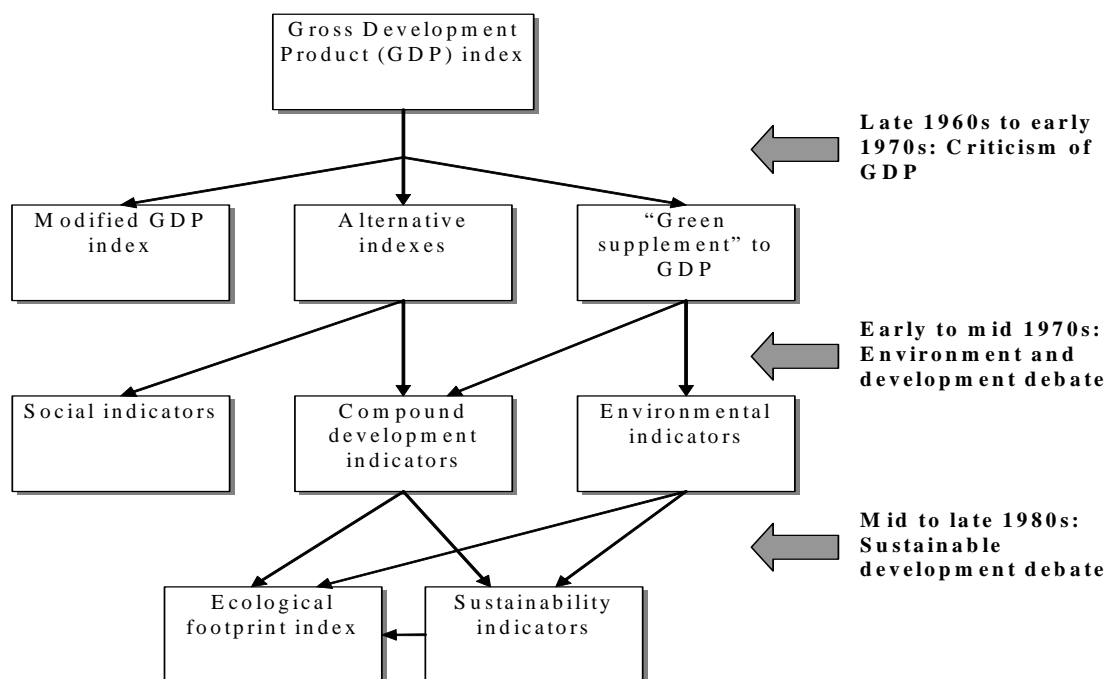 Gross Development
Product (GDP) index
Late 1960s to early
1970s: Criticism of
GDP
Modified GDP
index
Alternative
indexes
“Green
supplement” to
GDP
Early to mid 1970s:
Environment and
development debate
Social indicators
Compound
development
indicators
Environmental
indicators
Mid to late 1980s:
Sustainable
development debate
Ecological
footprint index
Sustainability
indicators